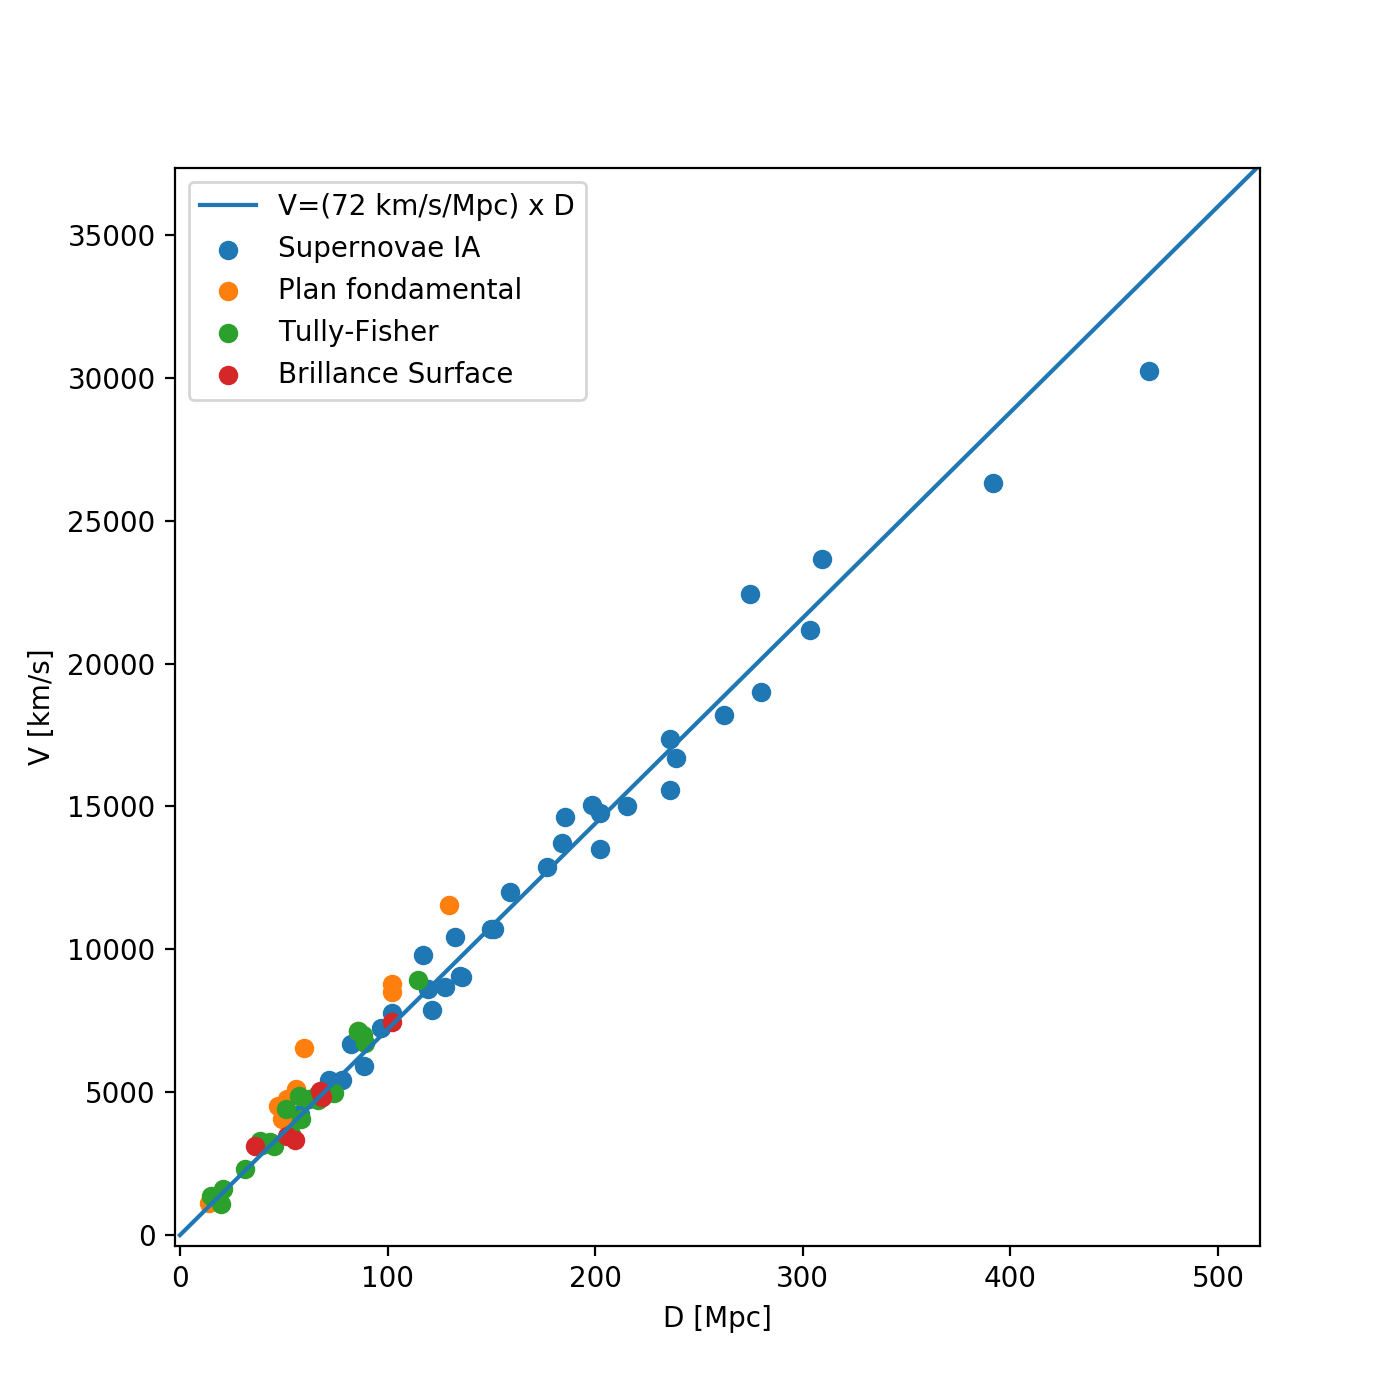 V=(72 km/s/Mpc) x D
Supernovae IA
Plan fondamental
Tully-Fisher
Brillance Surface
35000
30000
25000
20000
15000
10000
5000
0
V [km/s]
0 100 200 300 400 500
D [Mpc]